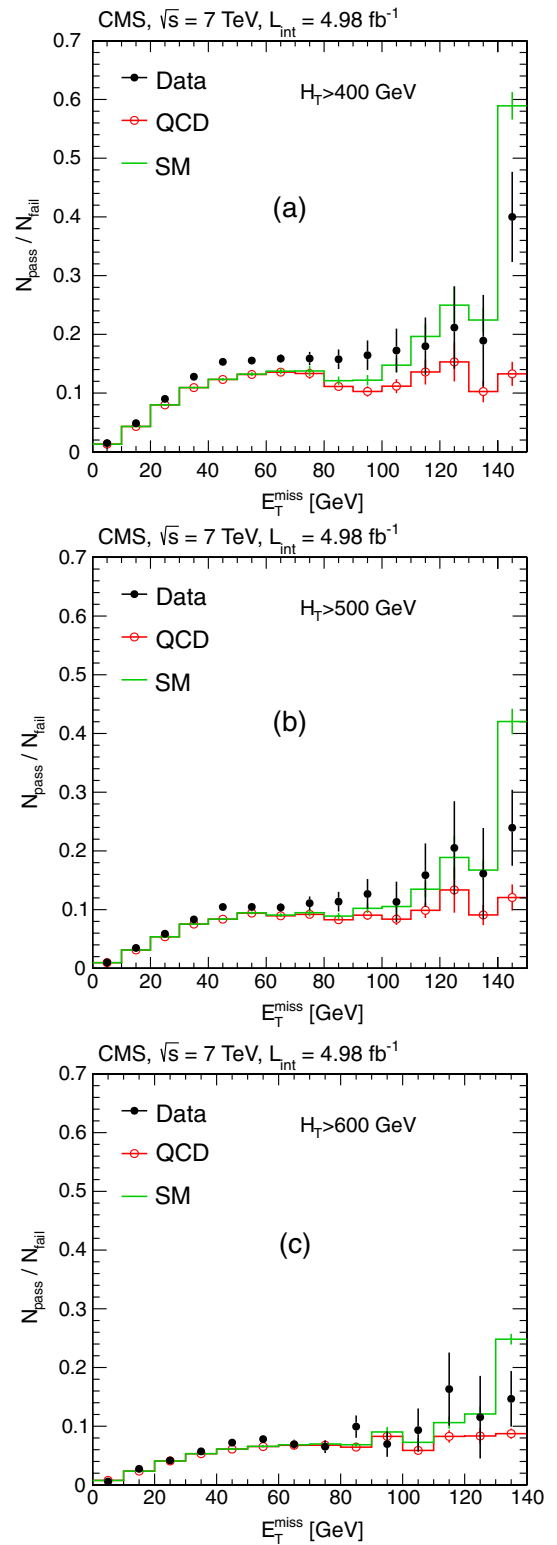 CMS, √s = 7 TeV, L_int = 4.98 fb⁻¹
0.7
0.6
0.5
0.4
0.3
0.2
0.1
0
N_pass / N_fail
Data
QCD
SM
H_T>400 GeV
(a)
0 20 40 60 80 100 120 140
E_T^miss [GeV]
CMS, √s = 7 TeV, L_int = 4.98 fb⁻¹
0.7
0.6
0.5
0.4
0.3
0.2
0.1
0
N_pass / N_fail
Data
QCD
SM
H_T>500 GeV
(b)
0 20 40 60 80 100 120 140
E_T^miss [GeV]
CMS, √s = 7 TeV, L_int = 4.98 fb⁻¹
0.7
0.6
0.5
0.4
0.3
0.2
0.1
0
N_pass / N_fail
Data
QCD
SM
H_T>600 GeV
(c)
0 20 40 60 80 100 120 140
E_T^miss [GeV]